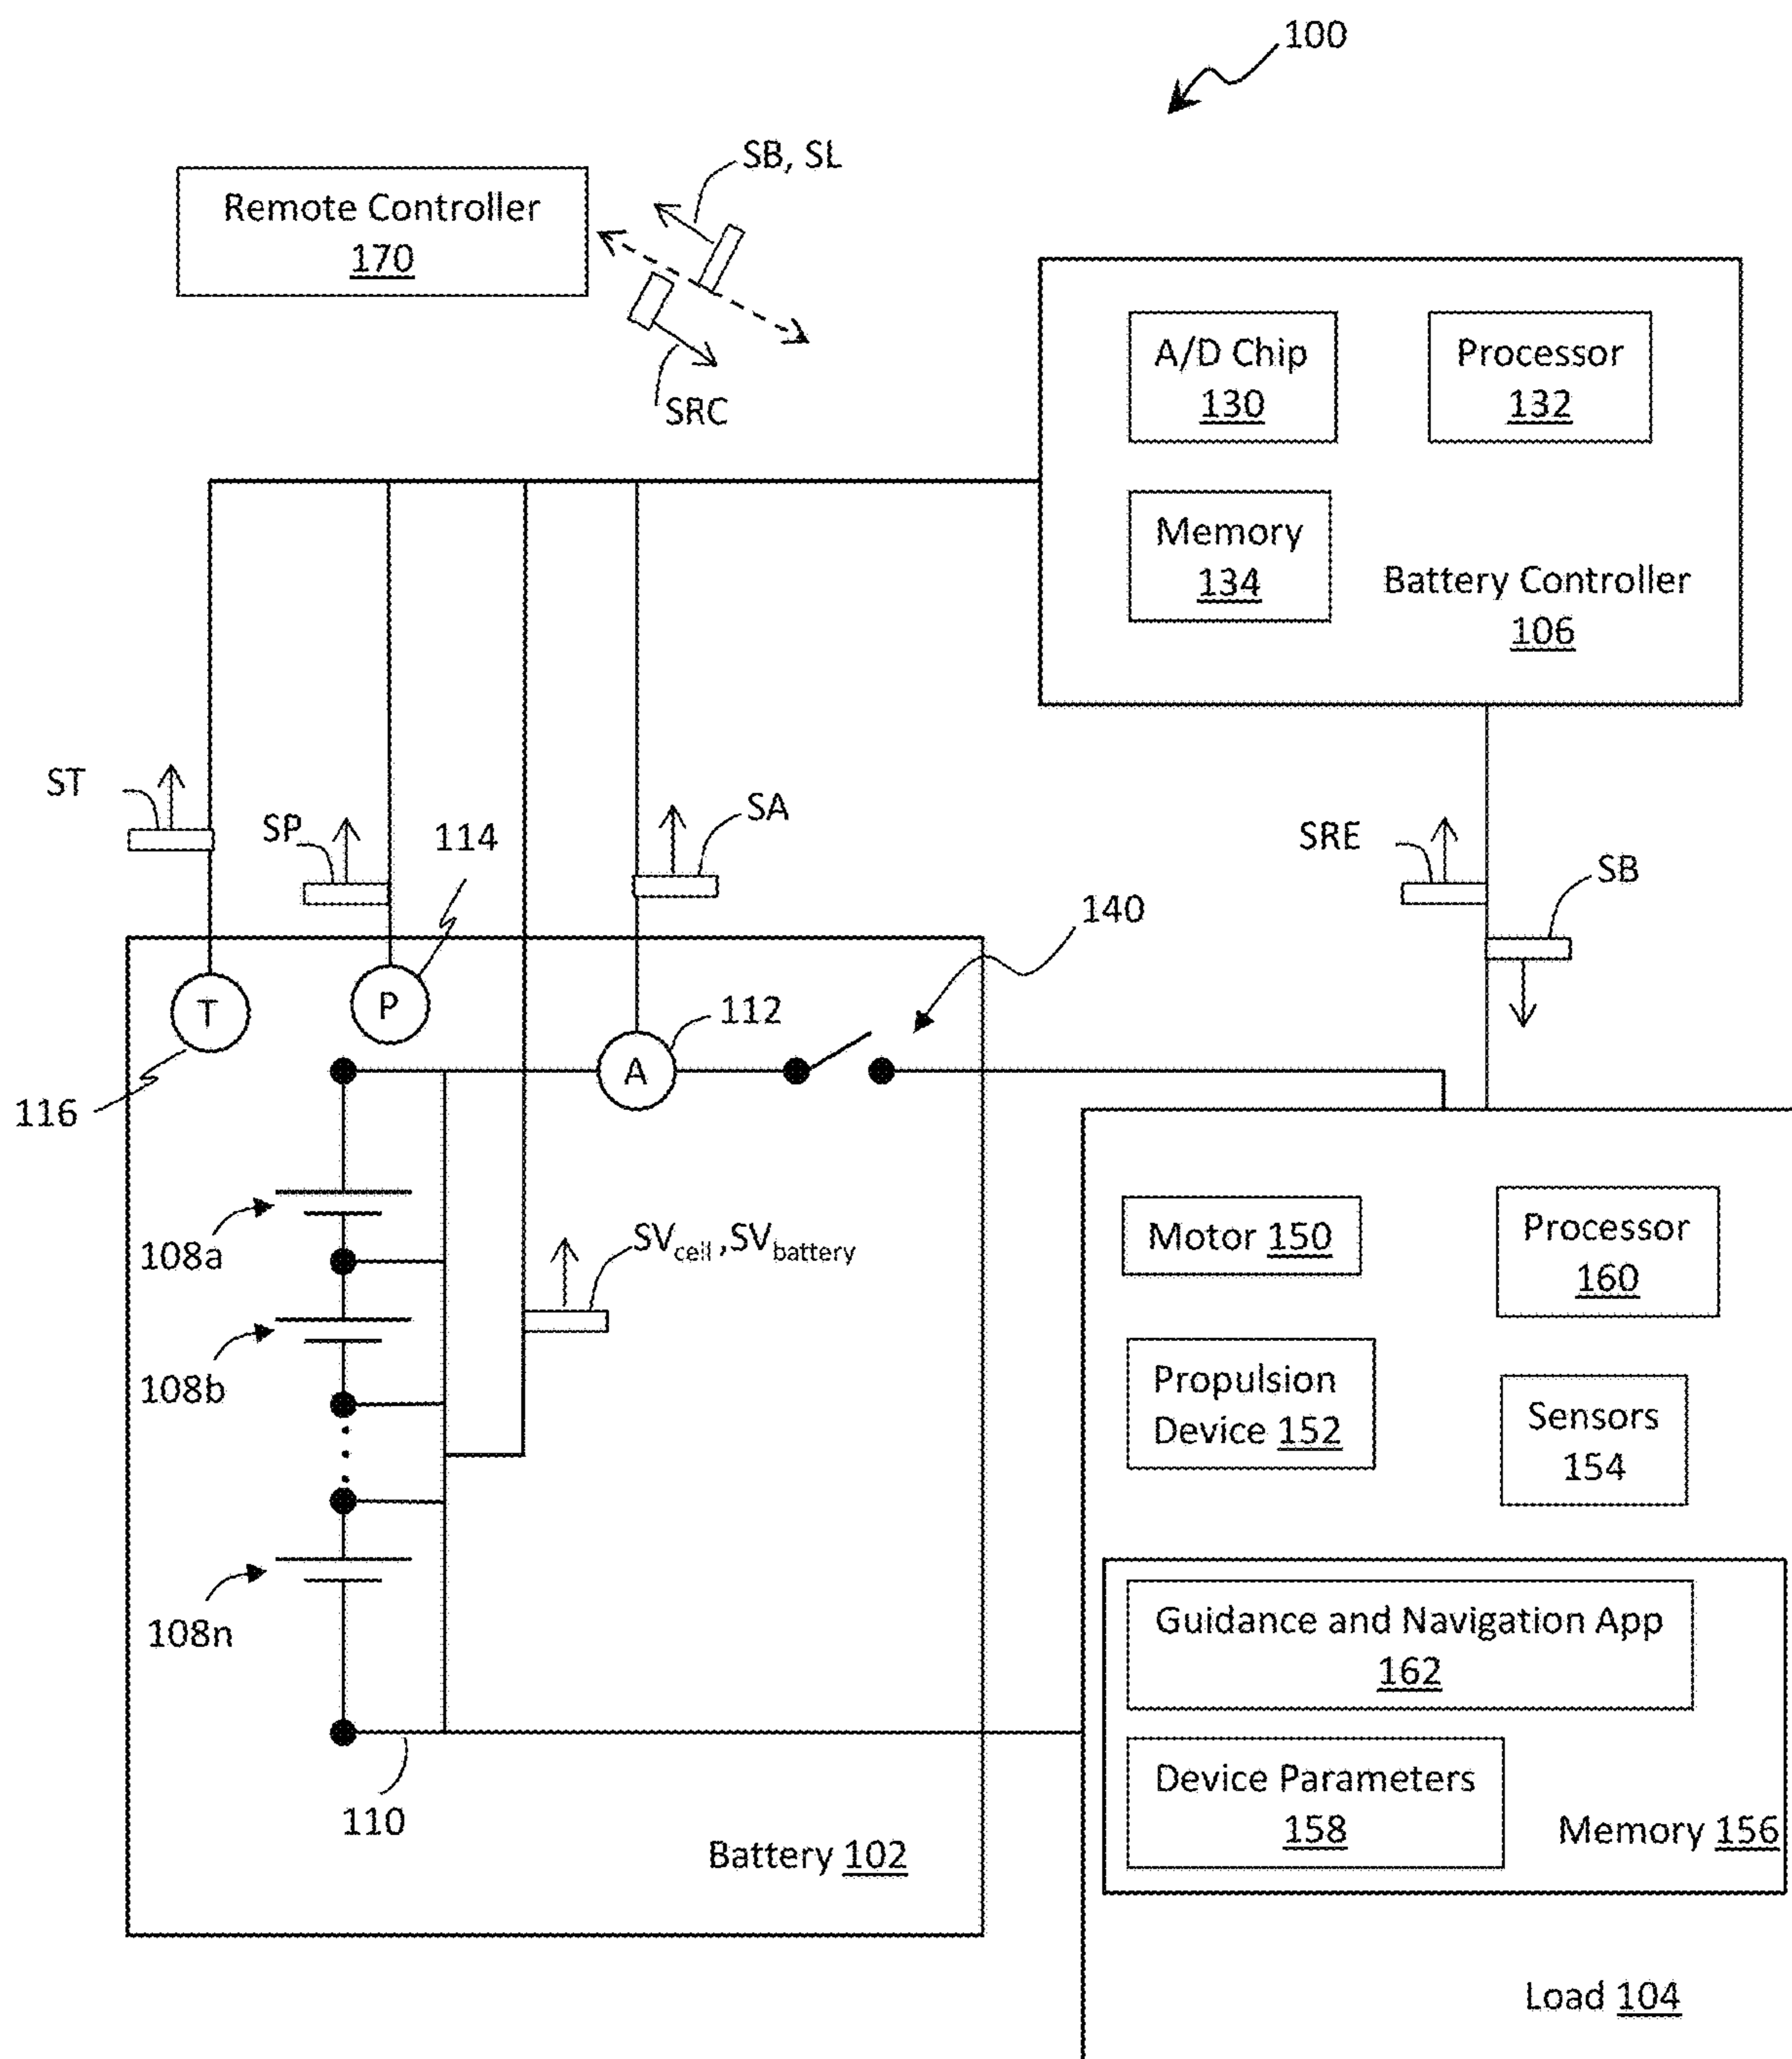 100
SB, SL
Remote Controller
170
SRC
A/D Chip
130
Processor
132
Memory
134
Battery Controller
106
ST
SP
114
SA
SRE
SB
140
T
P
112
A
116
108a
SVcell ,SVbattery
108b
108n
110
Battery 102
Motor 150
Processor
160
Propulsion
Device 152
Sensors
154
Guidance and Navigation App
162
Device Parameters
158
Memory 156
Load 104